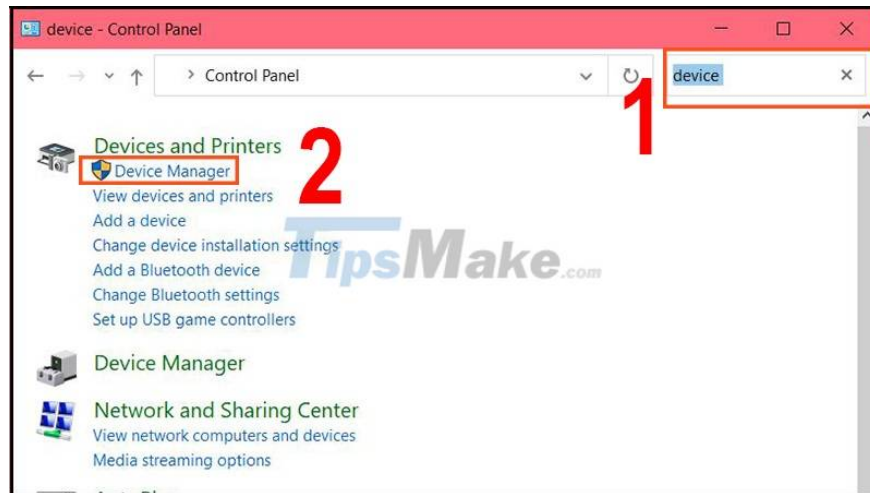 device - Control Panel
> Control Panel
device
1
Devices and Printers
2
Device Manager
View devices and printers
Add a device
Change device installation settings
Add a Bluetooth device
Change Bluetooth settings
Set up USB game controllers
TipsMake.com
Device Manager
Network and Sharing Center
View network computers and devices
Media streaming options